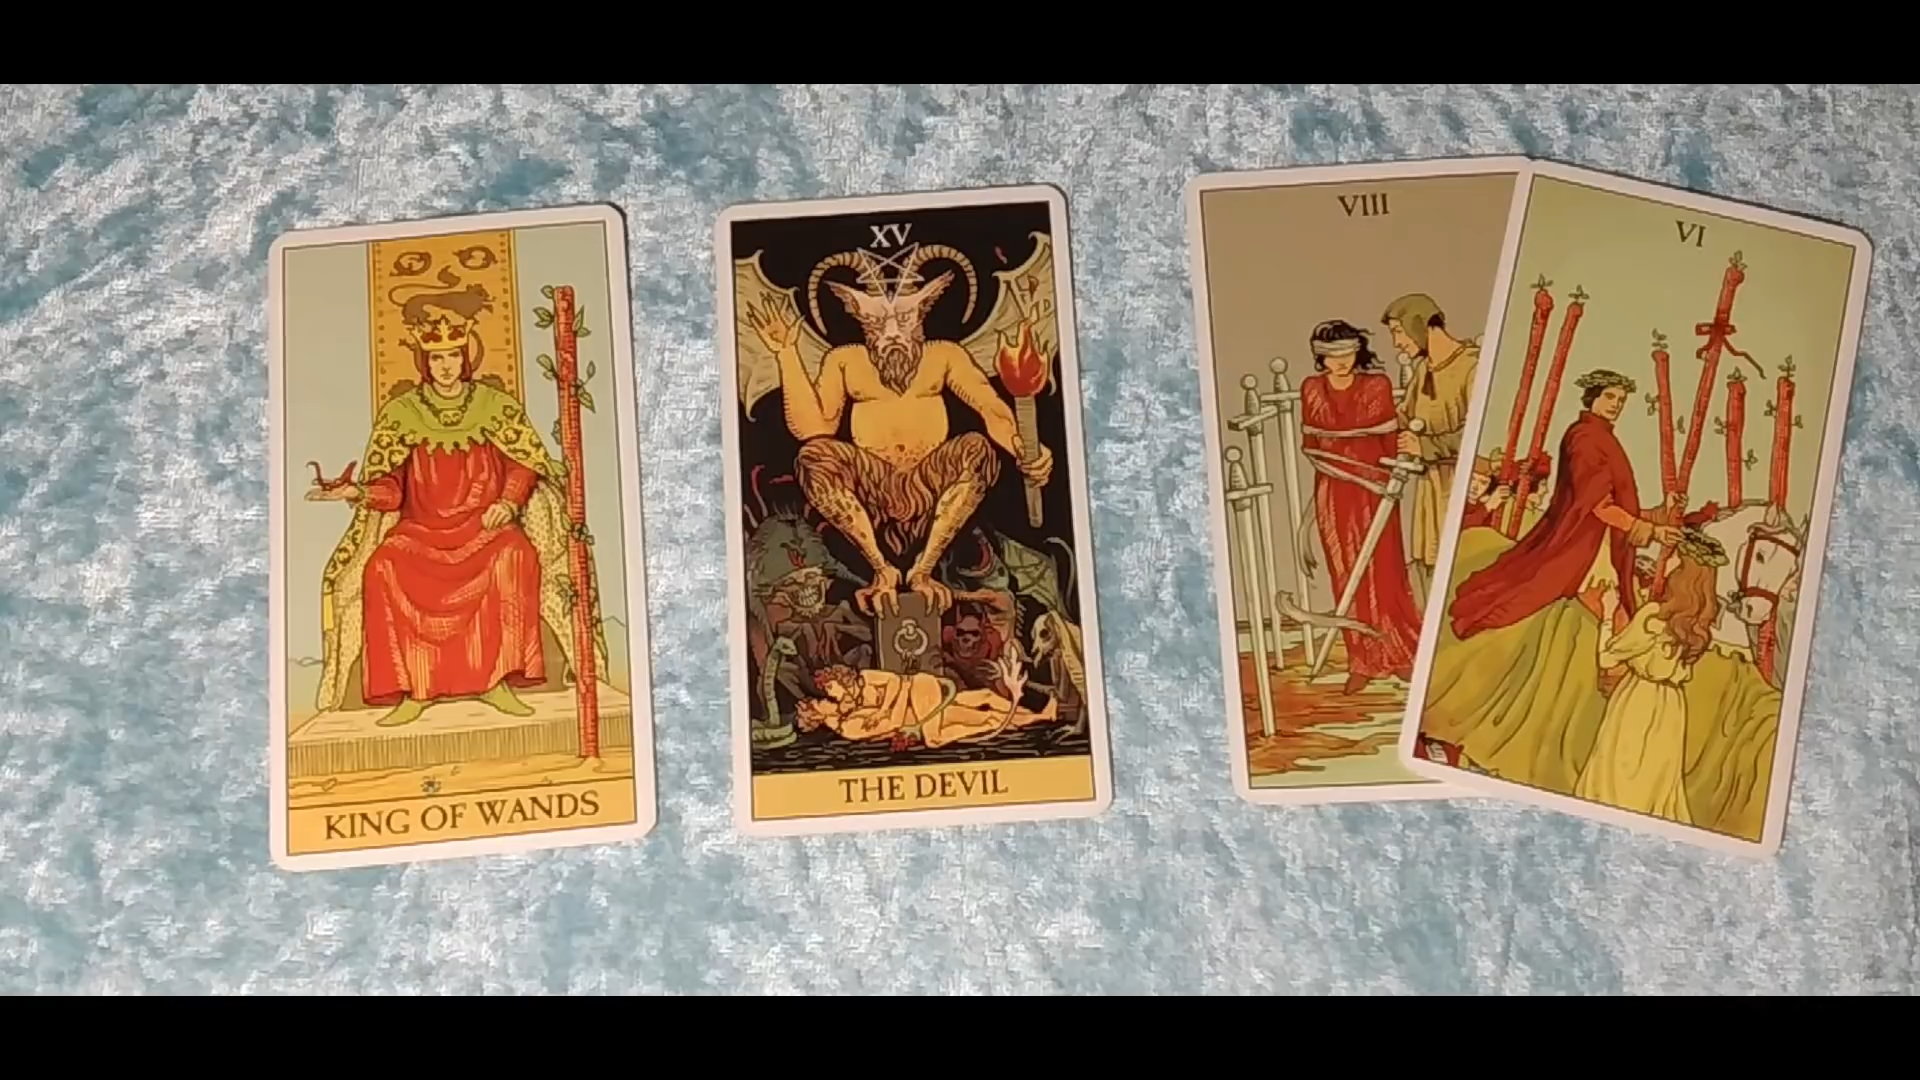 KING OF WANDS
XV
THE DEVIL
VIII
VI